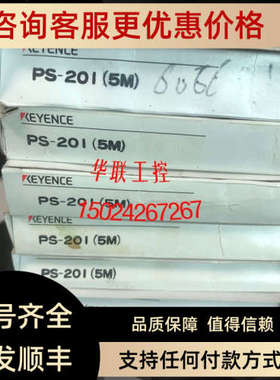 咨询客服更优惠价格
PS-201(5M)
KEYENCE
PS-201(5M)
KEYENCE
华联工控
PS-201(5M)
15024267267
KEYENCE
PS-201(5M)
PS-201(5M)
号齐全
品质保障 值得信赖
发顺丰
支持任何付款方式